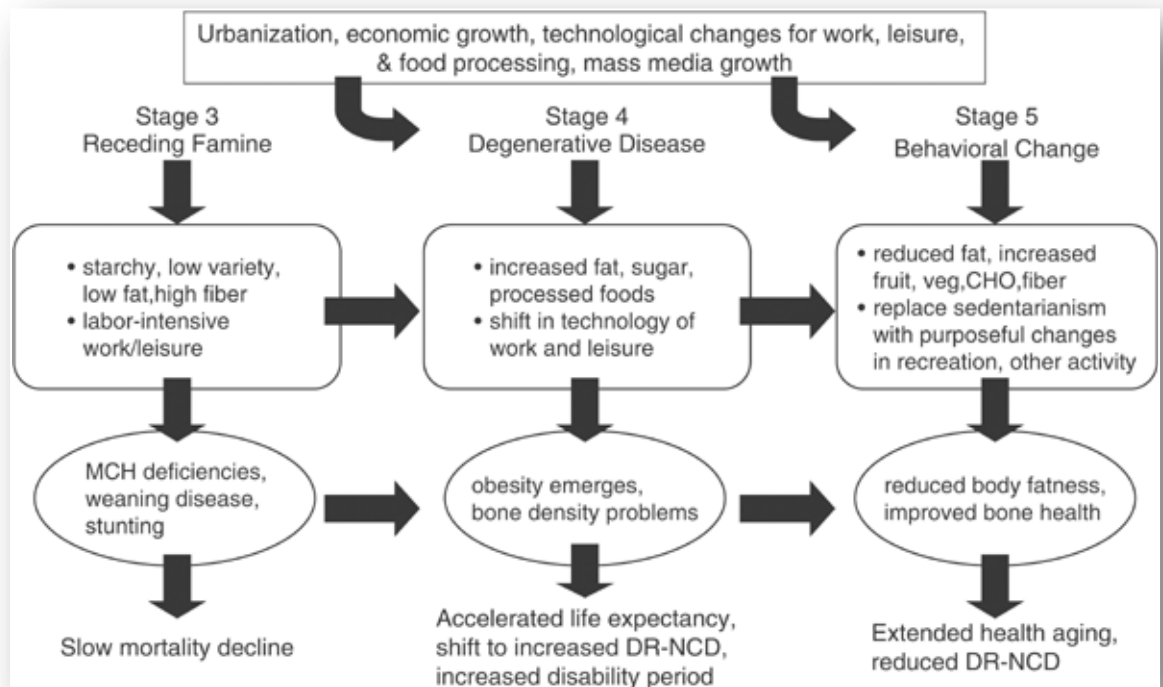 Urbanization, economic growth, technological changes for work, leisure,
& food processing, mass media growth
Stage 3
Receding Famine
Stage 4
Degenerative Disease
Stage 5
Behavioral Change
• starchy, low variety,
low fat,high fiber
• labor-intensive
work/leisure
• increased fat, sugar,
processed foods
• shift in technology of
work and leisure
• reduced fat, increased
fruit, veg,CHO,fiber
• replace sedentarianism
with purposeful changes
in recreation, other activity
MCH deficiencies,
weaning disease,
stunting
obesity emerges,
bone density problems
reduced body fatness,
improved bone health
Slow mortality decline
Accelerated life expectancy,
shift to increased DR-NCD,
increased disability period
Extended health aging,
reduced DR-NCD